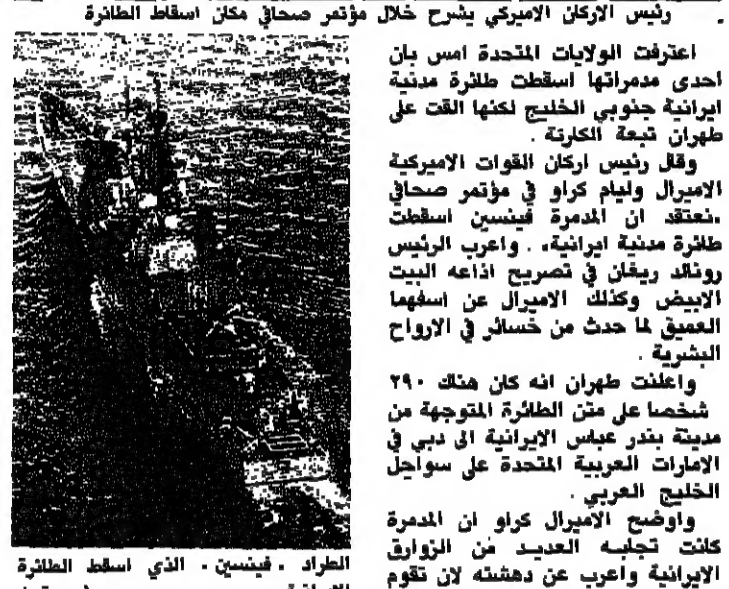 رئيس الاركان الاميركي يشرح خلال مؤتمر صحافي مكان اسقاط الطائرة
اعترفت الولايات المتحدة امس بان
احدى مدمراتها اسقطت طائرة مدنية
ايرانية جنوبي الخليج لكنها القت على
طهران تبعة الكارثة .
وقال رئيس اركان القوات الاميركية
الاميرال وليام كراو في مؤتمر صحافي
«نعتقد ان المدمرة فينسين اسقطت
طائرة مدنية ايرانية» . واعرب الرئيس
رونالد ريغان في تصريح اذاعه البيت
الابيض وكذلك الاميرال عن اسفهما
العميق لما حدث من خسائر في الارواح
البشرية .
واعلنت طهران انه كان هناك ٢٩٠
شخصا على متن الطائرة المتوجهة من
مدينة بندر عباس الايرانية الى دبي في
الامارات العربية المتحدة على سواحل
الخليج العربي .
واوضح الاميرال كراو ان المدمرة
كانت تجابه العديد من الزوارق
الايرانية واعرب عن دهشته لان تقوم
الطراد «فينسين» الذي اسقط الطائرة